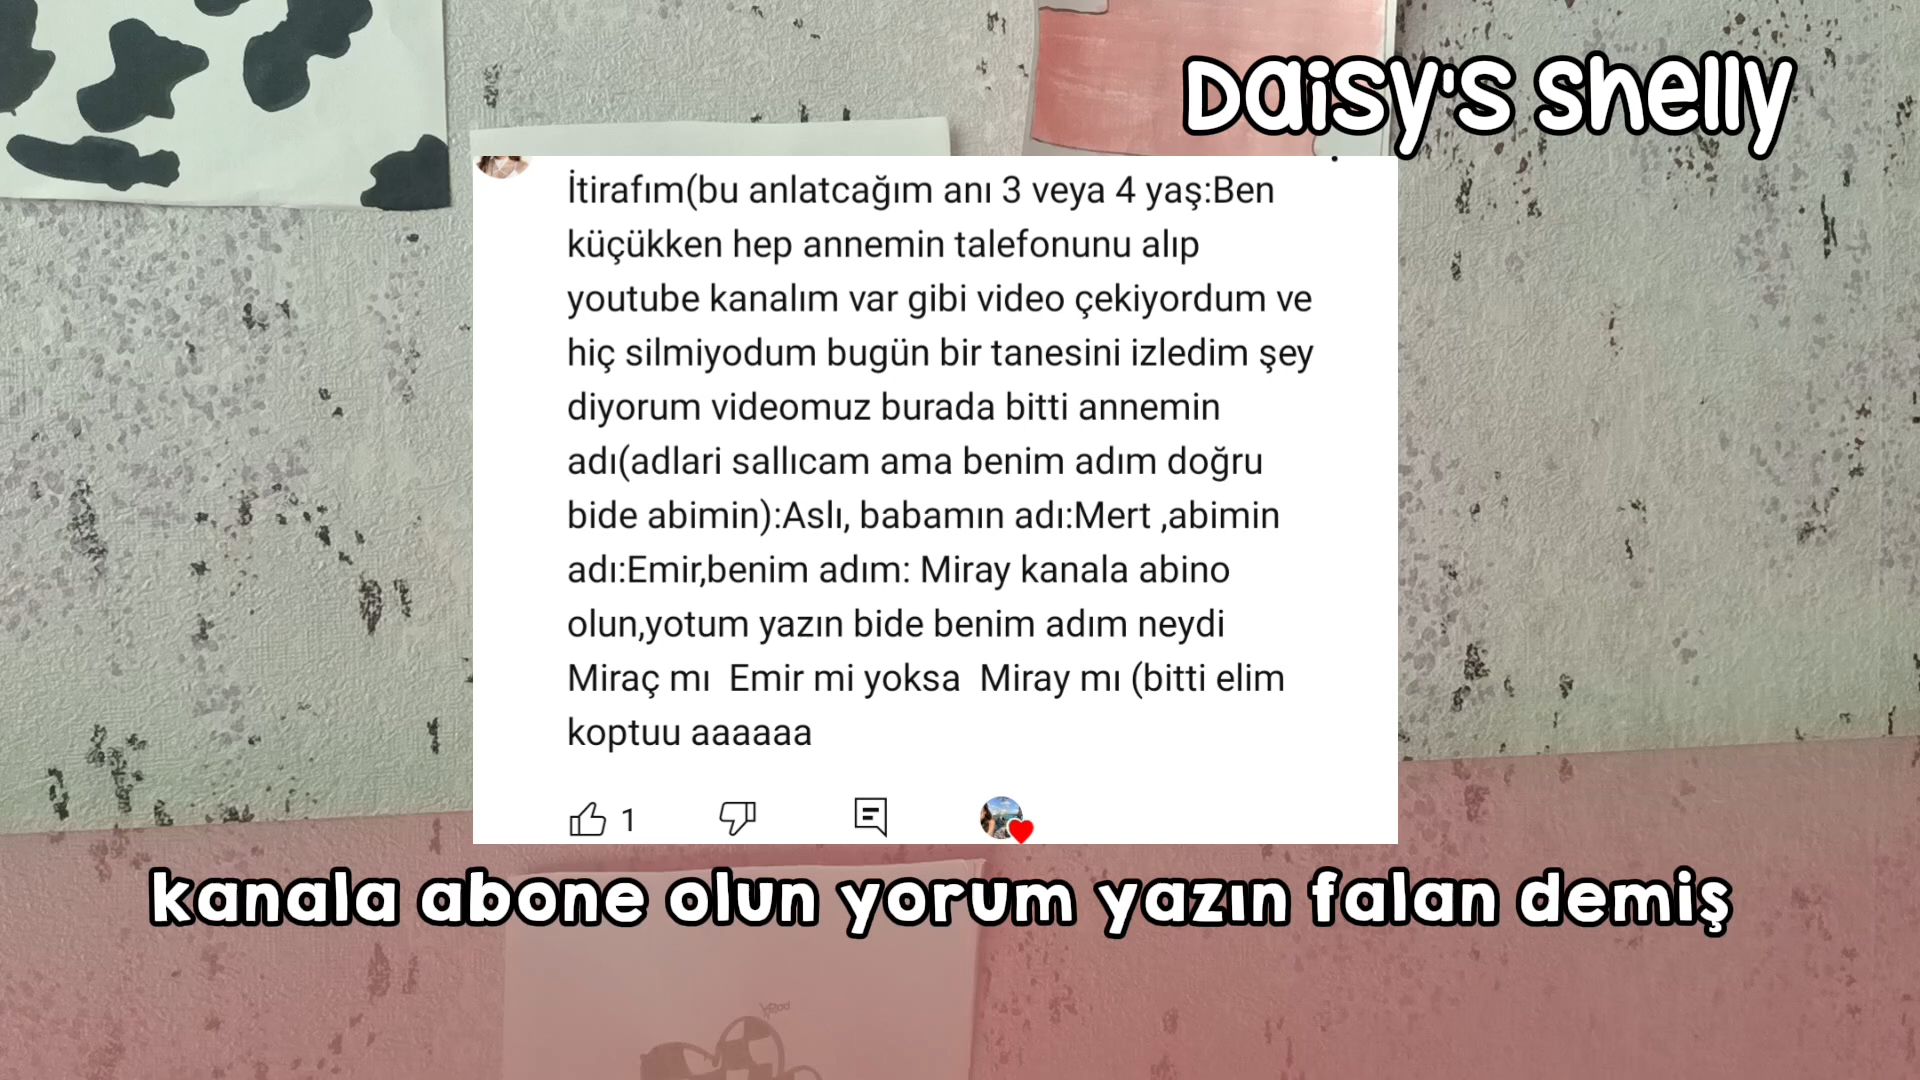 Daisy's shelly
İtirafım(bu anlatcağım anı 3 veya 4 yaş:Ben
küçükken hep annemin talefonunu alıp
youtube kanalım var gibi video çekiyordum ve
hiç silmiyodum bugün bir tanesini izledim şey
diyorum videomuz burada bitti annemin
adı(adlari sallıcam ama benim adım doğru
bide abimin):Aslı, babamın adı:Mert ,abimin
adı:Emir,benim adım: Miray kanala abino
olun,yotum yazın bide benim adım neydi
Miraç mı  Emir mi yoksa  Miray mı (bitti elim
koptuu aaaaaa
1
kanala abone olun yorum yazın falan demiş